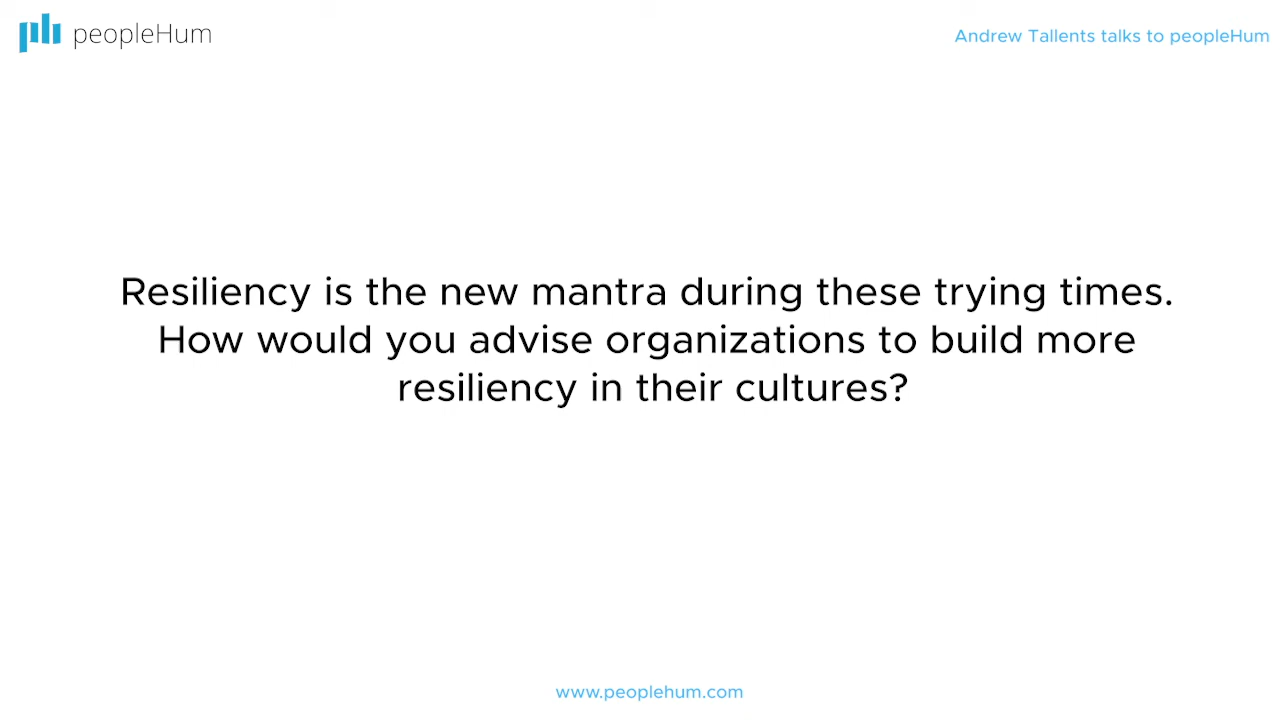 peopleHum
Andrew Tallents talks to peopleHum
Resiliency is the new mantra during these trying times.
How would you advise organizations to build more
resiliency in their cultures?
www.peoplehum.com